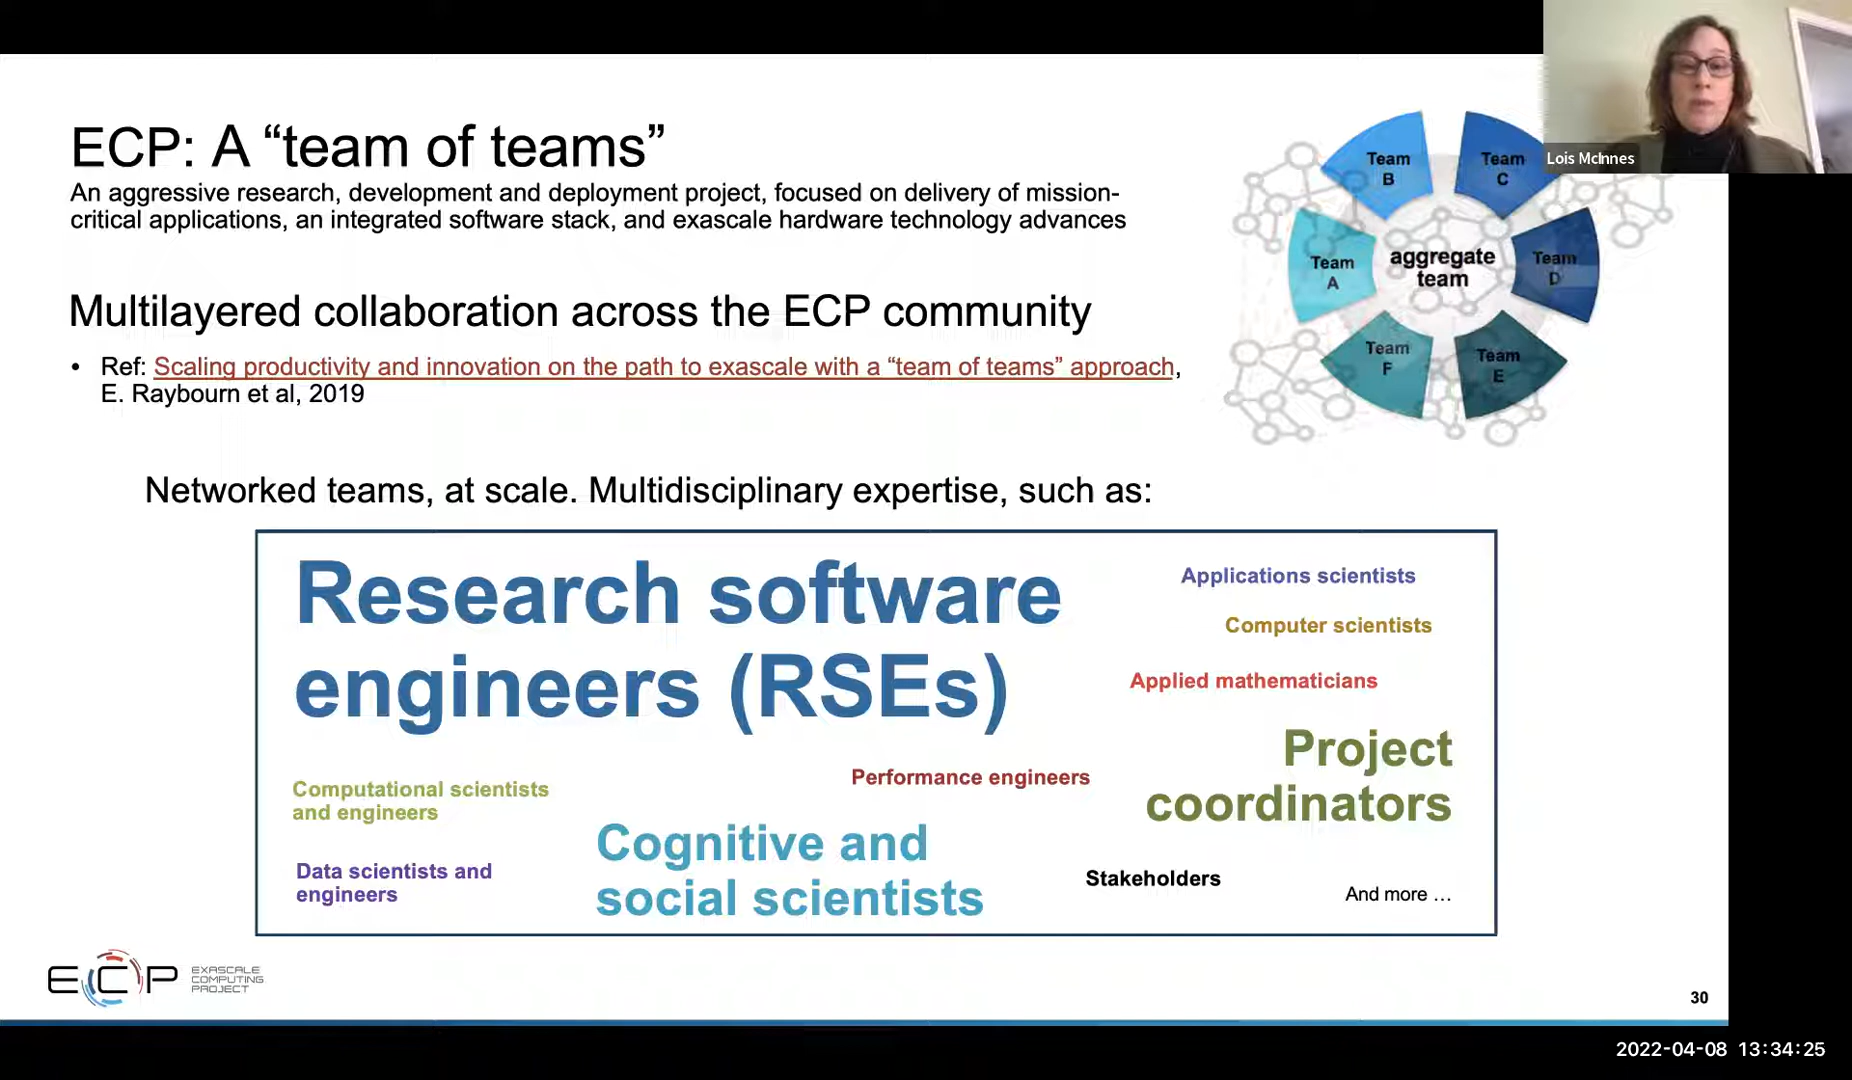 ECP: A “team of teams”
An aggressive research, development and deployment project, focused on delivery of mission-
critical applications, an integrated software stack, and exascale hardware technology advances
Multilayered collaboration across the ECP community
• Ref: Scaling productivity and innovation on the path to exascale with a “team of teams” approach,
E. Raybourn et al, 2019
Team
B
Team
C
Team
A
aggregate
team
Team
D
Team
F
Team
E
Lois McInnes
Networked teams, at scale. Multidisciplinary expertise, such as:
Research software
engineers (RSEs)
Applications scientists
Computer scientists
Applied mathematicians
Project
coordinators
Performance engineers
Computational scientists
and engineers
Cognitive and
social scientists
Data scientists and
engineers
Stakeholders
And more ...
ECP
EXASCALE
COMPUTING
PROJECT
30
2022-04-08 13:34:25